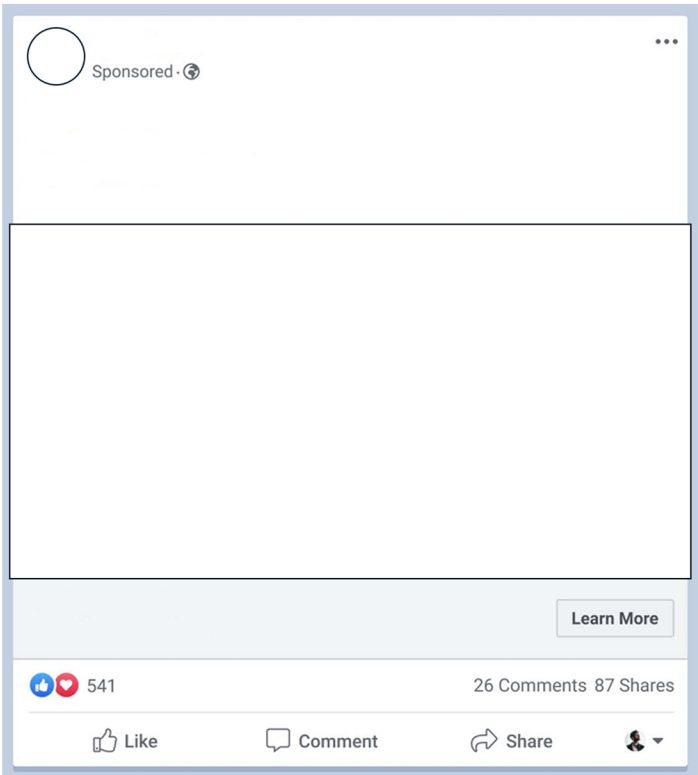 Sponsored ·
Learn More
541
26 Comments 87 Shares
Like
Comment
Share